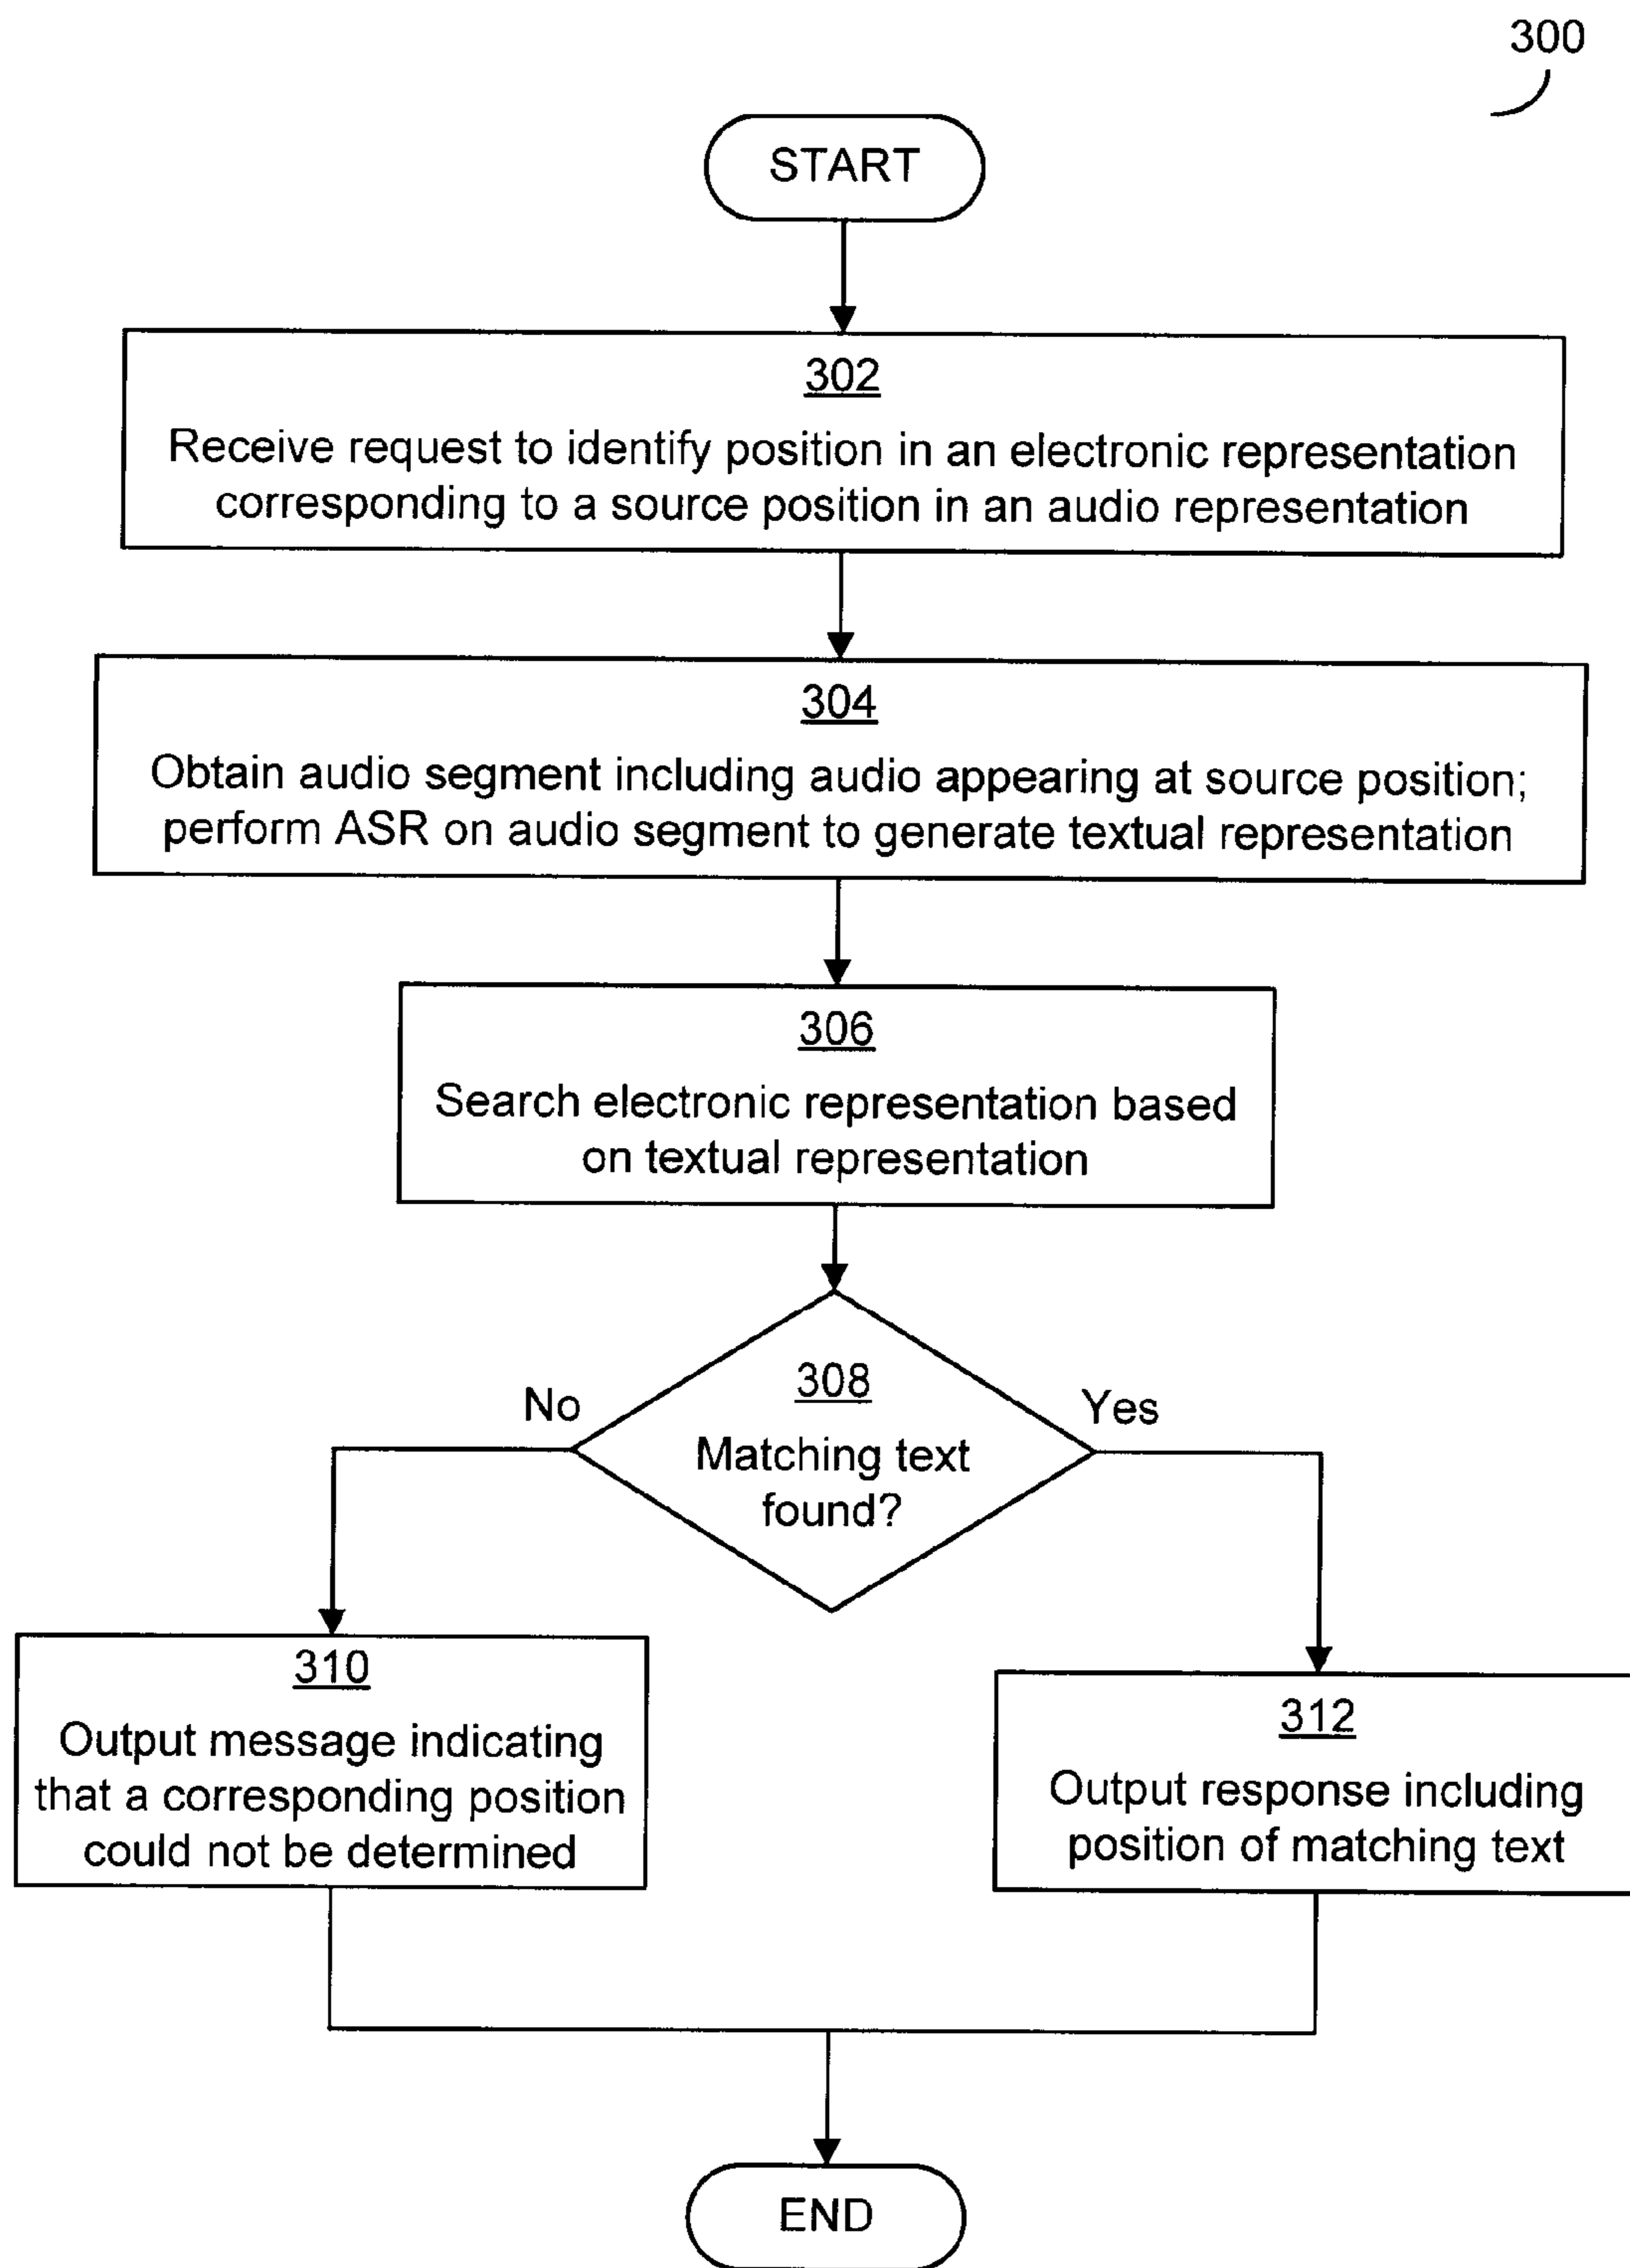 300
START
302
Receive request to identify position in an electronic representation
corresponding to a source position in an audio representation
304
Obtain audio segment including audio appearing at source position;
perform ASR on audio segment to generate textual representation
306
Search electronic representation based
on textual representation
308
Matching text
found?
No
Yes
310
Output message indicating
that a corresponding position
could not be determined
312
Output response including
position of matching text
END